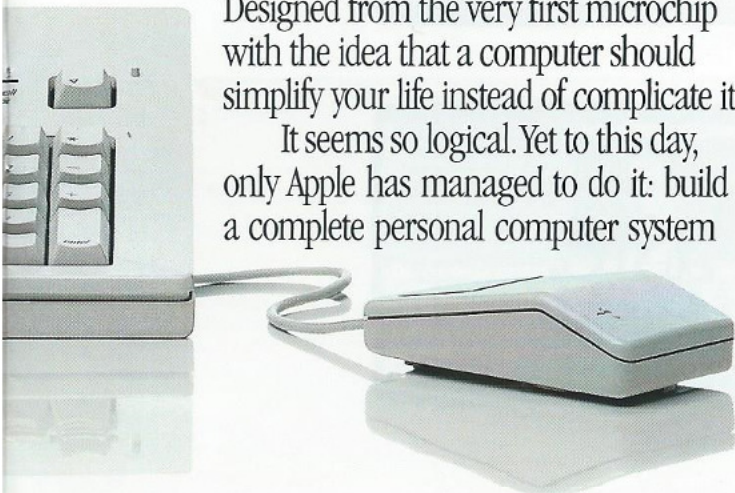 Designed from the very first microchip
with the idea that a computer should
simplify your life instead of complicate it
It seems so logical. Yet to this day,
only Apple has managed to do it: build
a complete personal computer system